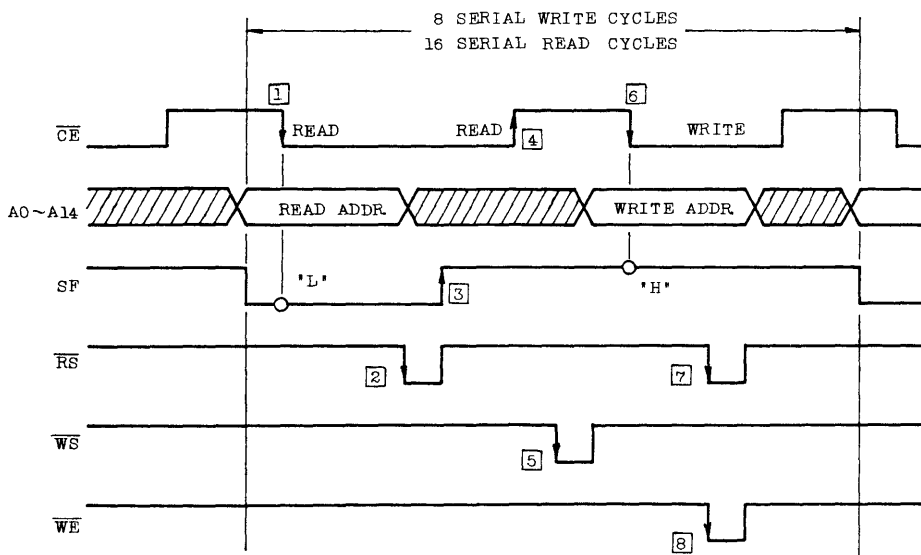 8 SERIAL WRITE CYCLES
16 SERIAL READ CYCLES
1
6
CE READ READ 4 WRITE
A0~A14 READ ADDR. WRITE ADDR.
SF "L" 3 "H"
RS 2 7
WS 5
WE 8